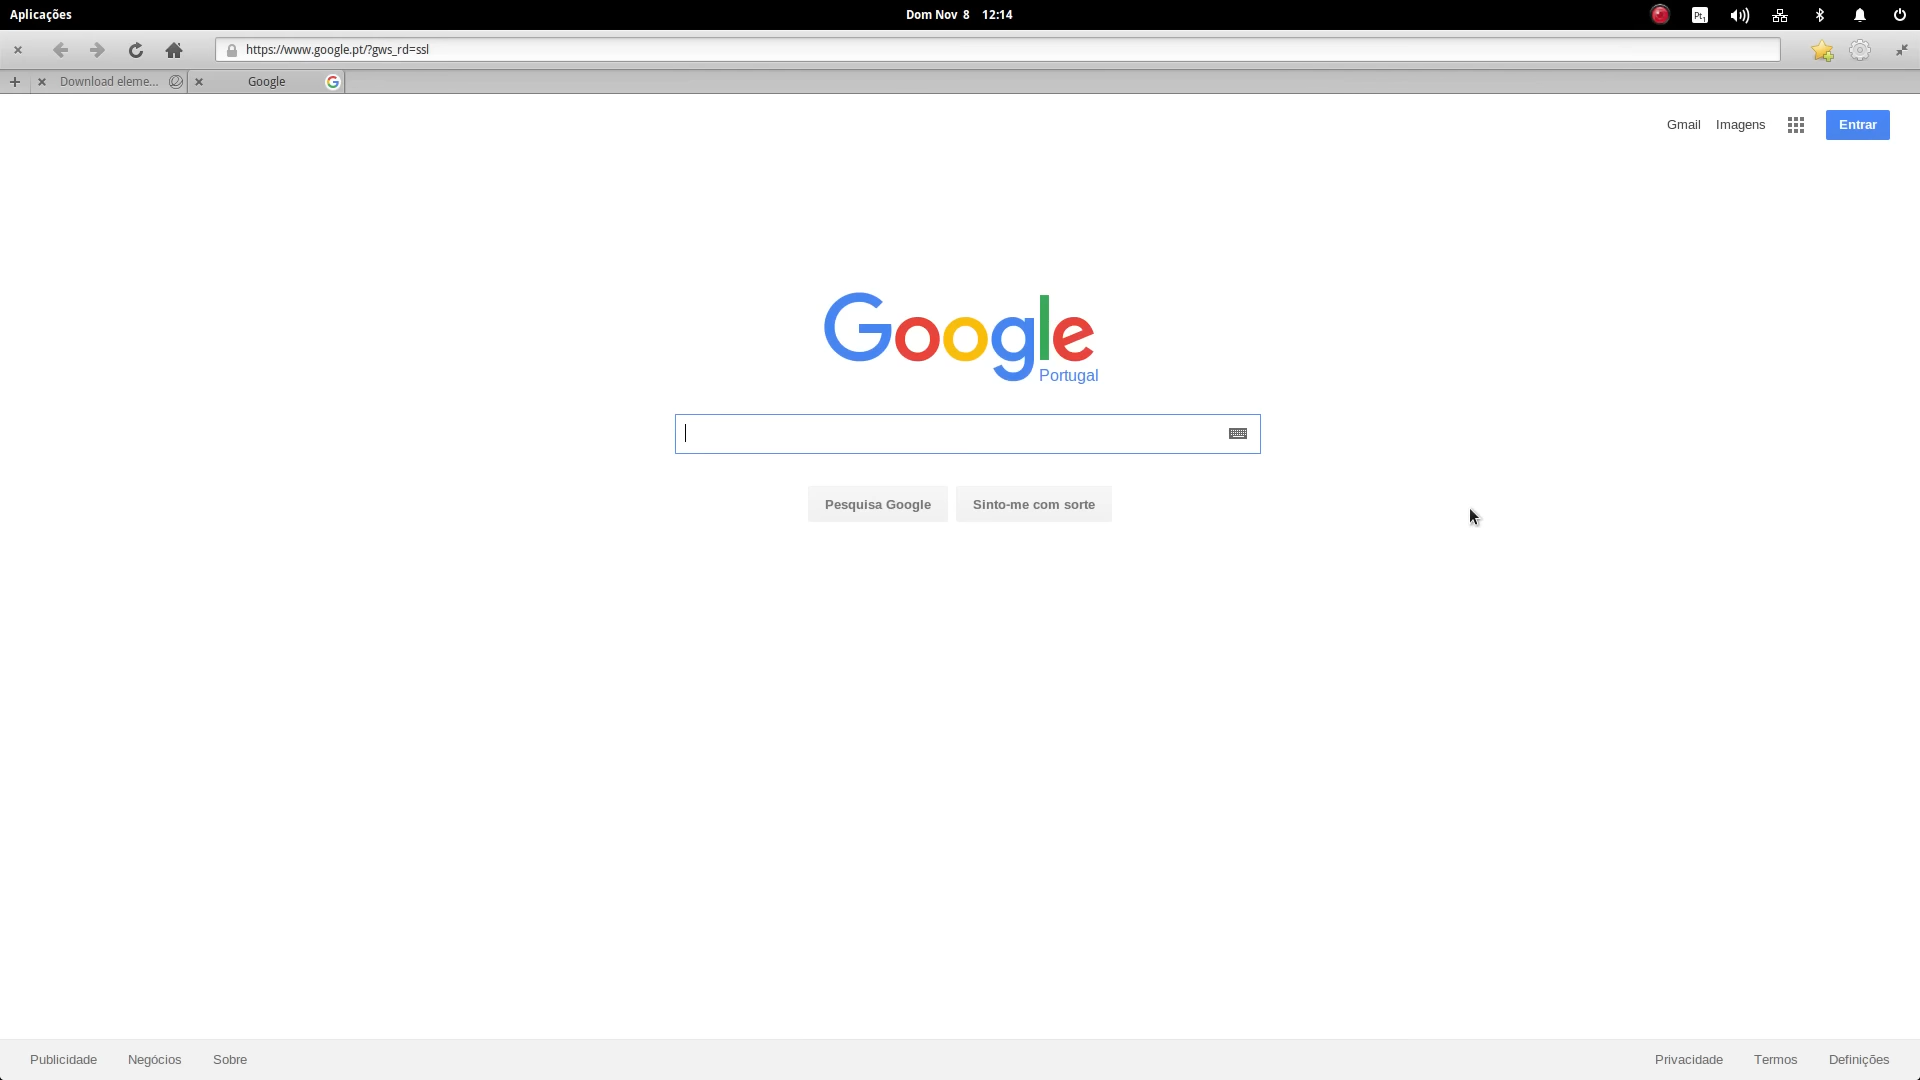 Aplicações
Dom Nov 8 12:14
Pt1
https://www.google.pt/?gws_rd=ssl
Download eleme...
Google
Gmail Imagens
Entrar
Google
Portugal
Pesquisa Google
Sinto-me com sorte
Publicidade Negócios Sobre
Privacidade Termos Definições